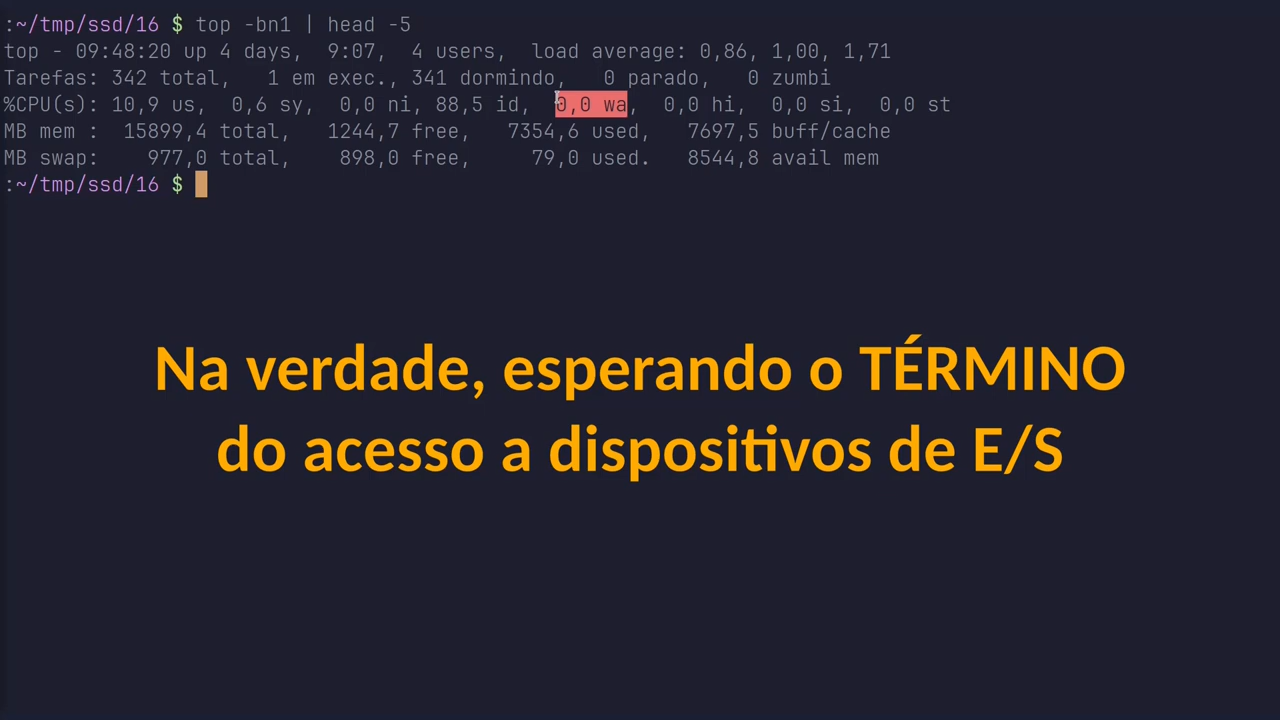 :~/tmp/ssd/16 $ top -bn1 | head -5
top - 09:48:20 up 4 days,  9:07,  4 users,  load average: 0,86, 1,00, 1,71
Tarefas: 342 total,   1 em exec., 341 dormindo,   0 parado,   0 zumbi
%CPU(s): 10,9 us,  0,6 sy,  0,0 ni, 88,5 id,  0,0 wa,  0,0 hi,  0,0 si,  0,0 st
MB mem :  15899,4 total,   1244,7 free,   7354,6 used,   7697,5 buff/cache
MB swap:    977,0 total,    898,0 free,     79,0 used.   8544,8 avail mem
:~/tmp/ssd/16 $
Na verdade, esperando o TÉRMINO
do acesso a dispositivos de E/S